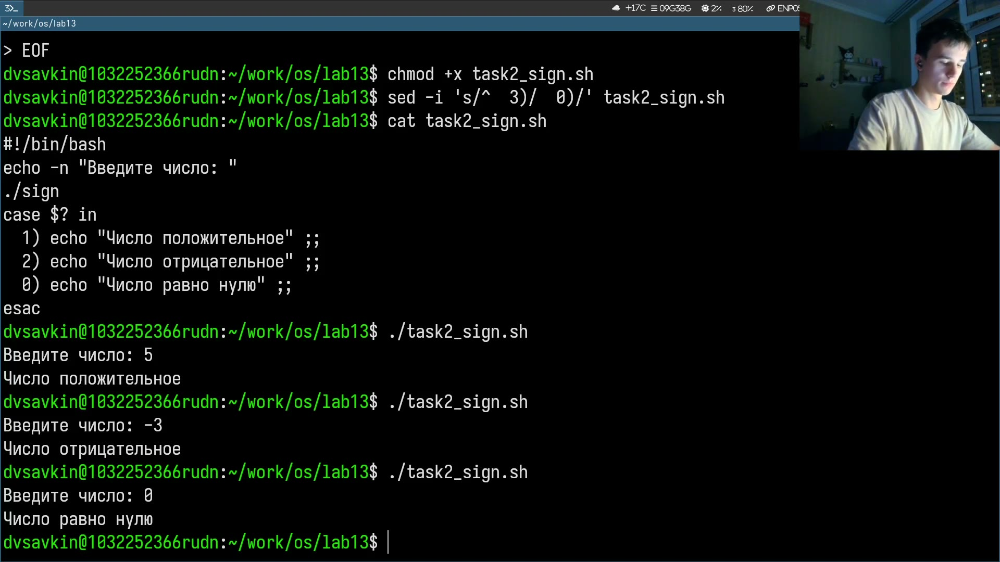 3>_
+17C 09G38G 2% 3 80% ENP0S
~/work/os/lab13
> EOF
dvsavkin@1032252366rudn:~/work/os/lab13$ chmod +x task2_sign.sh
dvsavkin@1032252366rudn:~/work/os/lab13$ sed -i 's/^  3)/  0)/' task2_sign.sh
dvsavkin@1032252366rudn:~/work/os/lab13$ cat task2_sign.sh
#!/bin/bash
echo -n "Введите число: "
./sign
case $? in
  1) echo "Число положительное" ;;
  2) echo "Число отрицательное" ;;
  0) echo "Число равно нулю" ;;
esac
dvsavkin@1032252366rudn:~/work/os/lab13$ ./task2_sign.sh
Введите число: 5
Число положительное
dvsavkin@1032252366rudn:~/work/os/lab13$ ./task2_sign.sh
Введите число: -3
Число отрицательное
dvsavkin@1032252366rudn:~/work/os/lab13$ ./task2_sign.sh
Введите число: 0
Число равно нулю
dvsavkin@1032252366rudn:~/work/os/lab13$